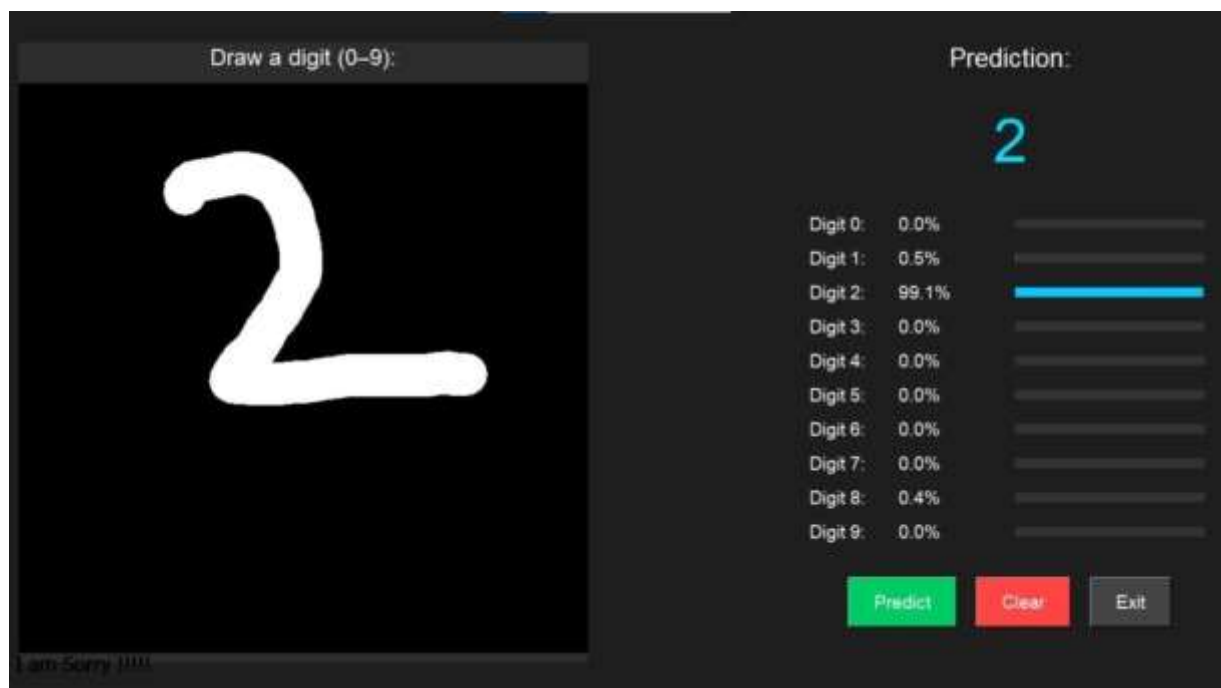 Draw a digit (0–9):
2
Prediction:
2
Digit 0: 0.0%
Digit 1: 0.5%
Digit 2: 99.1%
Digit 3: 0.0%
Digit 4: 0.0%
Digit 5: 0.0%
Digit 6: 0.0%
Digit 7: 0.0%
Digit 8: 0.4%
Digit 9: 0.0%
Predict Clear Exit
I am Sorry !!!!!